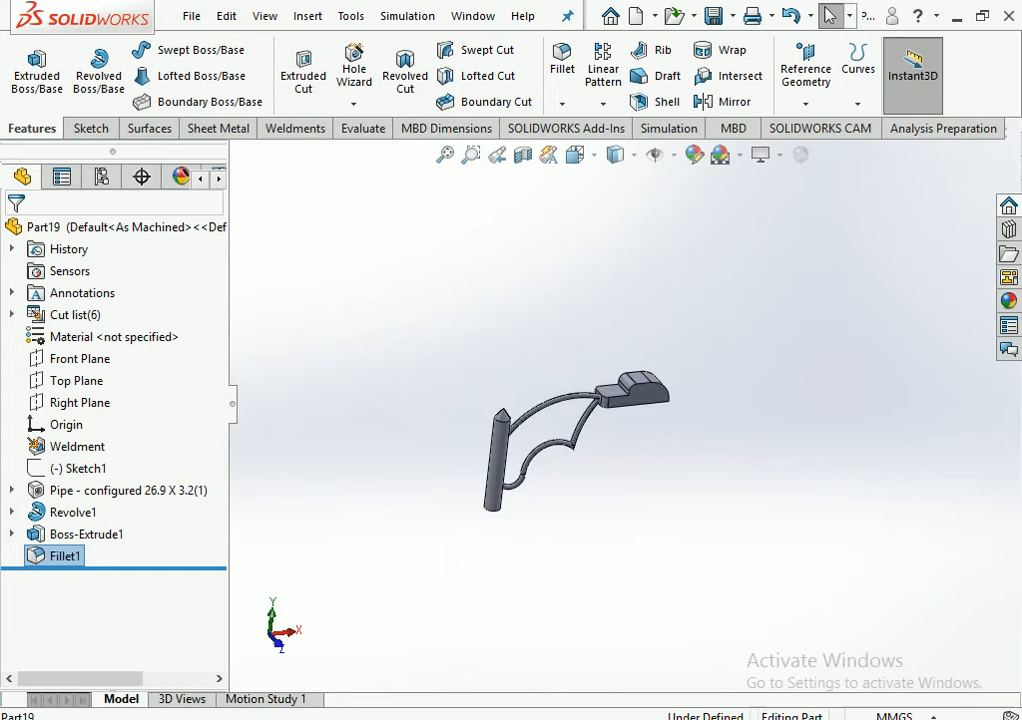 SOLIDWORKS File Edit View Insert Tools Simulation Window Help P... ?
Extruded Boss/Base
Revolved Boss/Base
Swept Boss/Base
Lofted Boss/Base
Boundary Boss/Base
Extruded Cut
Hole Wizard
Revolved Cut
Swept Cut
Lofted Cut
Boundary Cut
Fillet
Linear Pattern
Rib
Draft
Shell
Wrap
Intersect
Mirror
Reference Geometry
Curves
Instant3D
Features Sketch Surfaces Sheet Metal Weldments Evaluate MBD Dimensions SOLIDWORKS Add-Ins Simulation MBD SOLIDWORKS CAM Analysis Preparation
Part19 (Default<As Machined><<Def
History
Sensors
Annotations
Cut list(6)
Material <not specified>
Front Plane
Top Plane
Right Plane
Origin
Weldment
(-) Sketch1
Pipe - configured 26.9 X 3.2(1)
Revolve1
Boss-Extrude1
Fillet1
Y
X
Z
Activate Windows
Go to Settings to activate Windows.
Model 3D Views Motion Study 1
Part19 Under Defined Editing Part MMGS